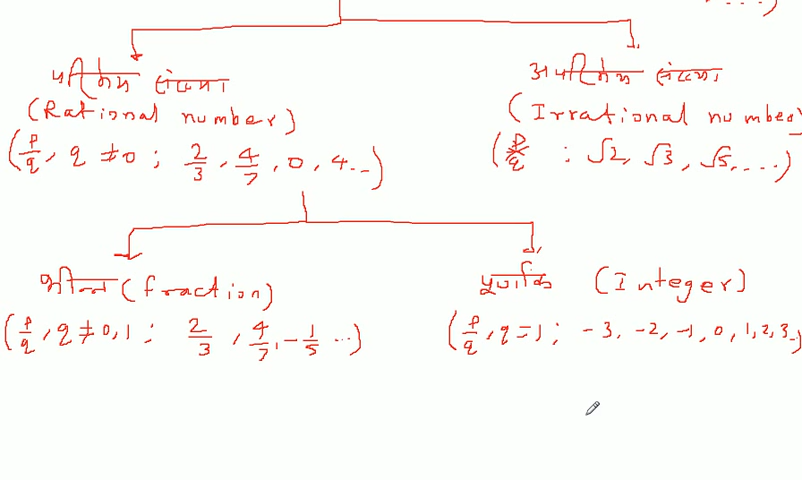 ....)
परिमेय संख्या
(Rational number)
(p/q, q ≠ 0 ; 2/3, 4/7, 0, 4...)
अपरिमेय संख्या
(Irrational number)
(p/q ; √2, √3, √5, ....)
भिन्न (fraction)
(p/q, q ≠ 0, 1 ; 2/3, 4/7, -1/5 ...)
पूर्णांक (Integer)
(p/q, q = 1 ; -3, -2, -1, 0, 1, 2, 3..)